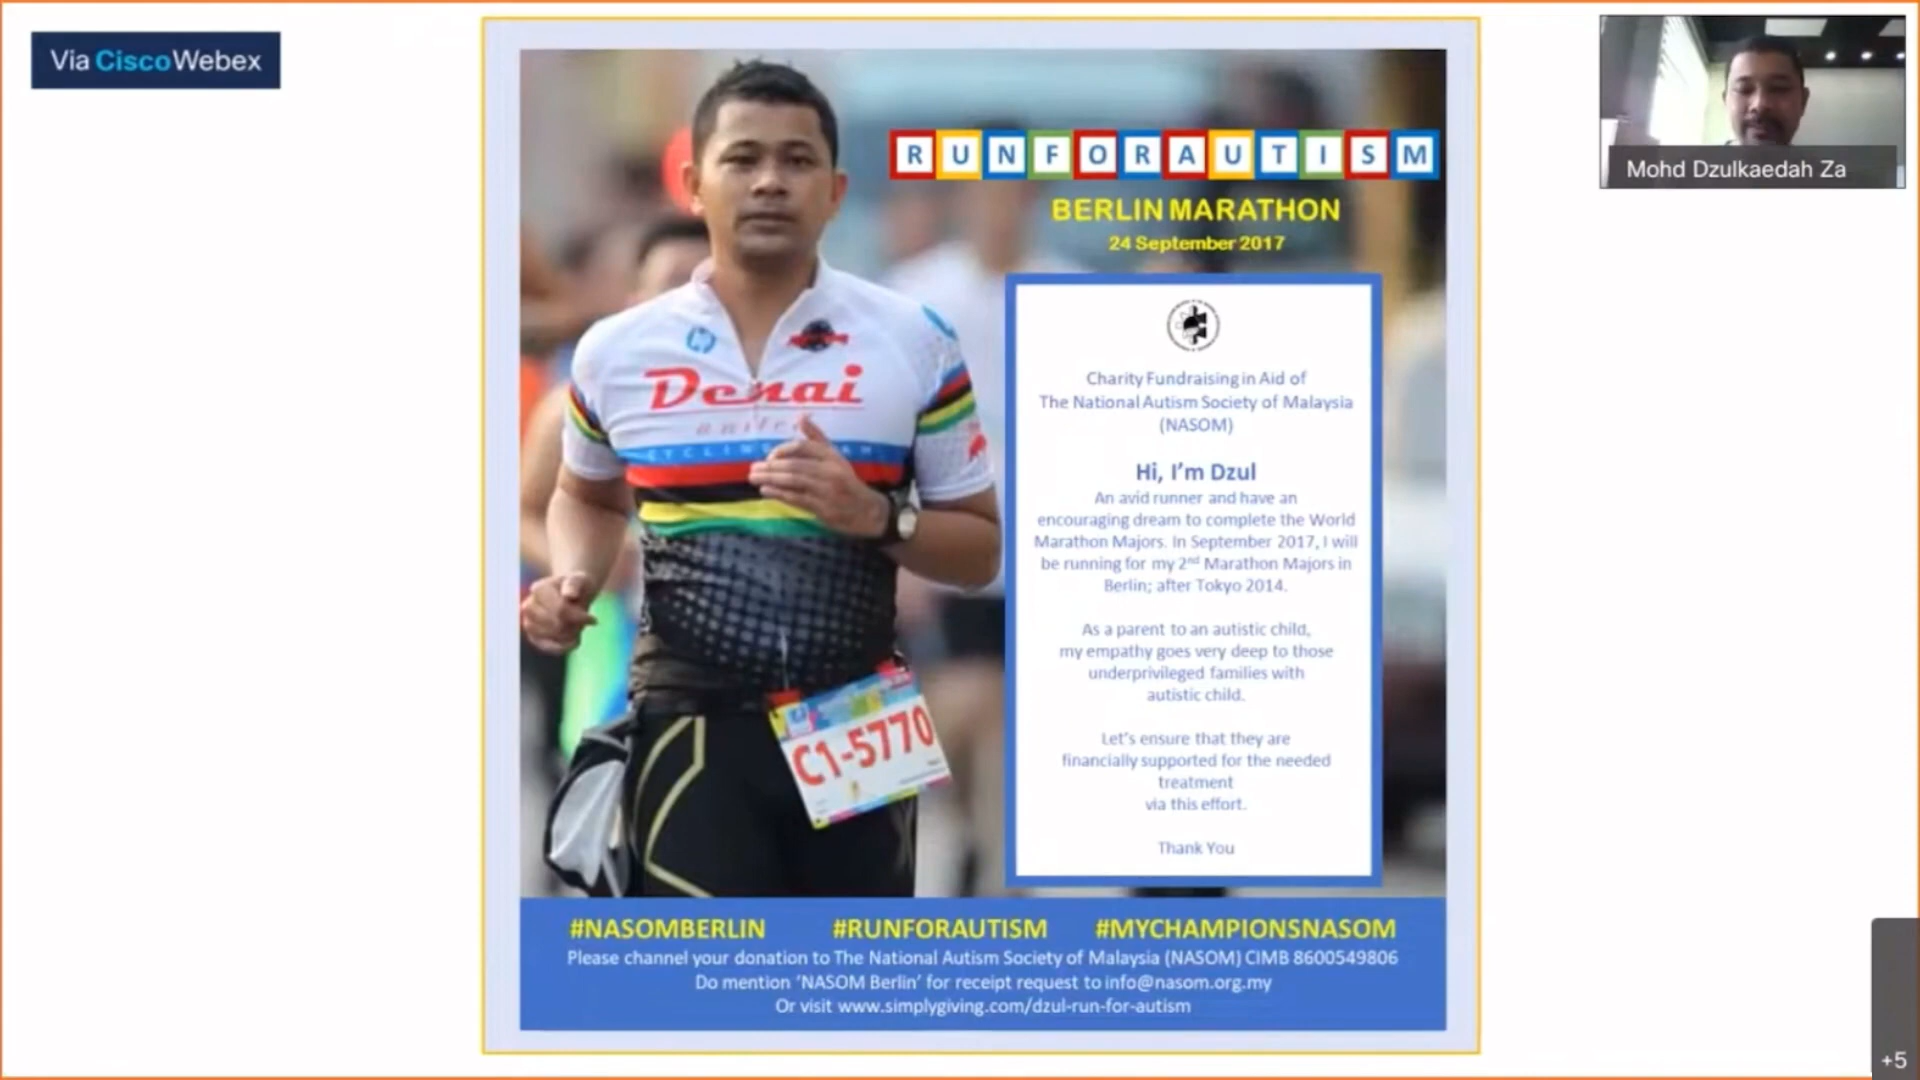 Via CiscoWebex
Mohd Dzulkaedah Za
RUNFORAUTISM
BERLIN MARATHON
24 September 2017
Denai
united
CYCLING TEAM
C1-5770
Charity Fundraising in Aid of
The National Autism Society of Malaysia
(NASOM)
Hi, I'm Dzul
An avid runner and have an
encouraging dream to complete the World
Marathon Majors. In September 2017, I will
be running for my 2nd Marathon Majors in
Berlin; after Tokyo 2014.
As a parent to an autistic child,
my empathy goes very deep to those
underprivileged families with
autistic child.
Let's ensure that they are
financially supported for the needed
treatment
via this effort.
Thank You
#NASOMBERLIN #RUNFORAUTISM #MYCHAMPIONSNASOM
Please channel your donation to The National Autism Society of Malaysia (NASOM) CIMB 8600549806
Do mention 'NASOM Berlin' for receipt request to info@nasom.org.my
Or visit www.simplygiving.com/dzul-run-for-autism
+5